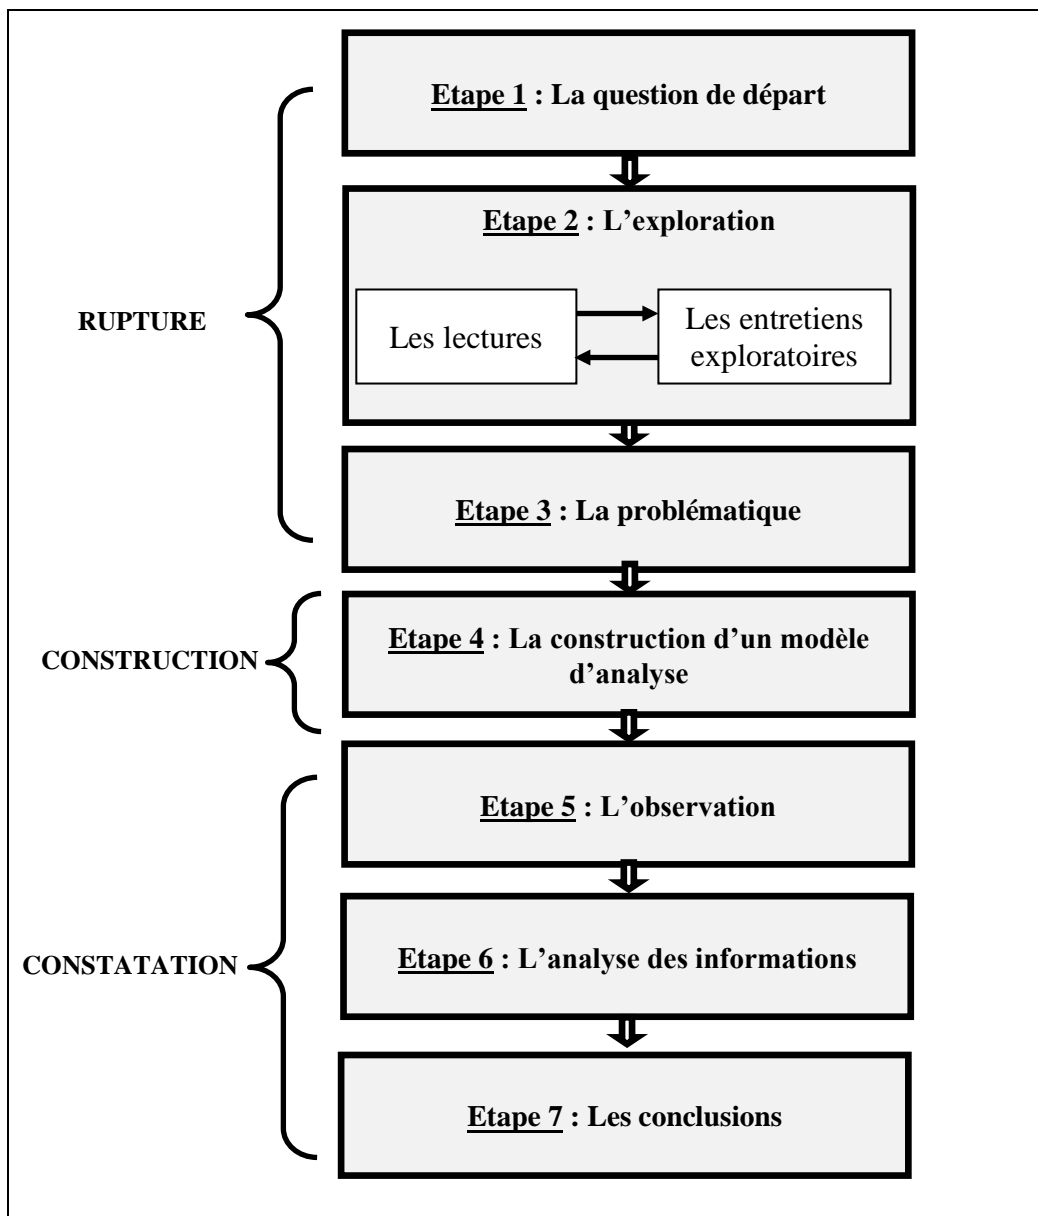 Etape 1 : La question de départ
Etape 2 : L’exploration
Les lectures
Les entretiens
exploratoires
RUPTURE
Etape 3 : La problématique
Etape 4 : La construction d’un modèle
d’analyse
CONSTRUCTION
Etape 5 : L’observation
Etape 6 : L’analyse des informations
CONSTATATION
Etape 7 : Les conclusions